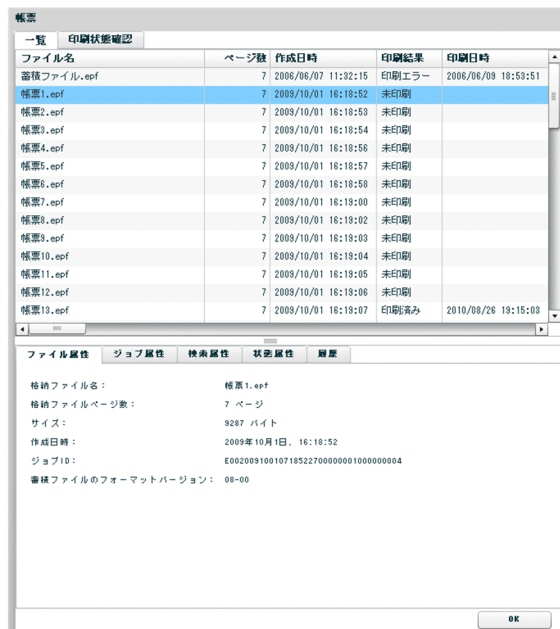 帳票
一覧 印刷状態確認
ファイル名 ページ数 作成日時 印刷結果 印刷日時
蓄積ファイル.epf 7 2006/06/07 11:32:15 印刷エラー 2006/06/09 18:53:51
帳票1.epf 7 2009/10/01 16:18:52 未印刷
帳票2.epf 7 2009/10/01 16:18:53 未印刷
帳票3.epf 7 2009/10/01 16:18:54 未印刷
帳票4.epf 7 2009/10/01 16:18:56 未印刷
帳票5.epf 7 2009/10/01 16:18:57 未印刷
帳票6.epf 7 2009/10/01 16:18:58 未印刷
帳票7.epf 7 2009/10/01 16:19:00 未印刷
帳票8.epf 7 2009/10/01 16:19:02 未印刷
帳票9.epf 7 2009/10/01 16:19:03 未印刷
帳票10.epf 7 2009/10/01 16:19:04 未印刷
帳票11.epf 7 2009/10/01 16:19:05 未印刷
帳票12.epf 7 2009/10/01 16:19:06 未印刷
帳票13.epf 7 2009/10/01 16:19:07 印刷済み 2010/08/26 19:15:03
ファイル属性 ジョブ属性 検索属性 状態属性 履歴
格納ファイル名： 帳票1.epf
格納ファイルページ数： 7 ページ
サイズ： 9287 バイト
作成日時： 2009年10月1日、16:18:52
ジョブID： E00200910010718522700000001000000004
蓄積ファイルのフォーマットバージョン： 08-00
OK